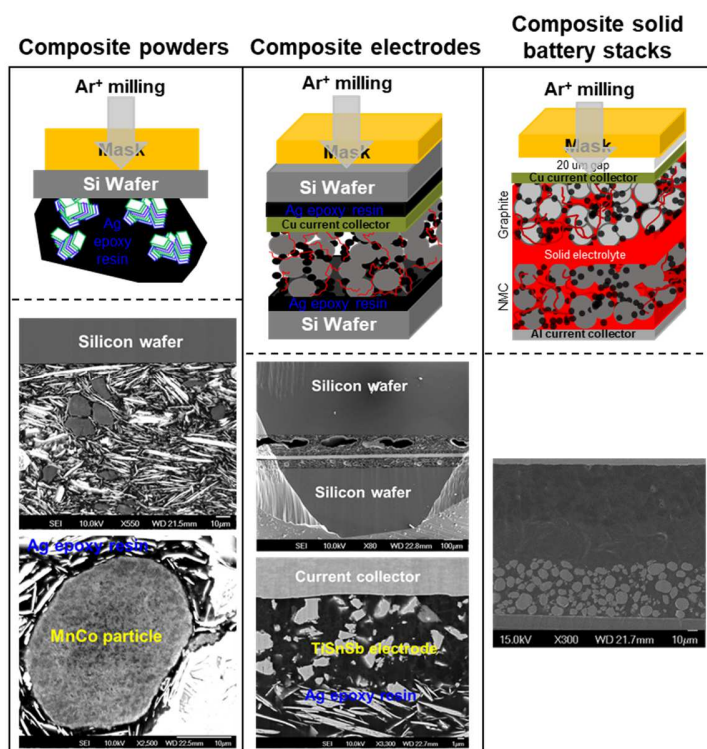 Composite powders
Composite electrodes
Composite solid
battery stacks
Ar⁺ milling
Mask
Si Wafer
Ag
epoxy
resin
Silicon wafer
SEI 10.0kV X550 WD 21.5mm 10μm
Ag epoxy resin
MnCo particle
SEI 10.0kV X2,500 WD 22.5mm 10μm
Ar⁺ milling
Mask
Si Wafer
Ag epoxy resin
Cu current collector
Ag epoxy resin
Si Wafer
Silicon wafer
Silicon wafer
SEI 10.0kV X80 WD 22.8mm 100μm
Current collector
TiSnSb electrode
Ag epoxy resin
SEI 10.0kV X3,300 WD 22.7mm 1μm
Ar⁺ milling
Mask
20 um gap
Cu current collector
Graphite
Solid electrolyte
NMC
Al current collector
15.0kV X300 WD 21.7mm 10μm